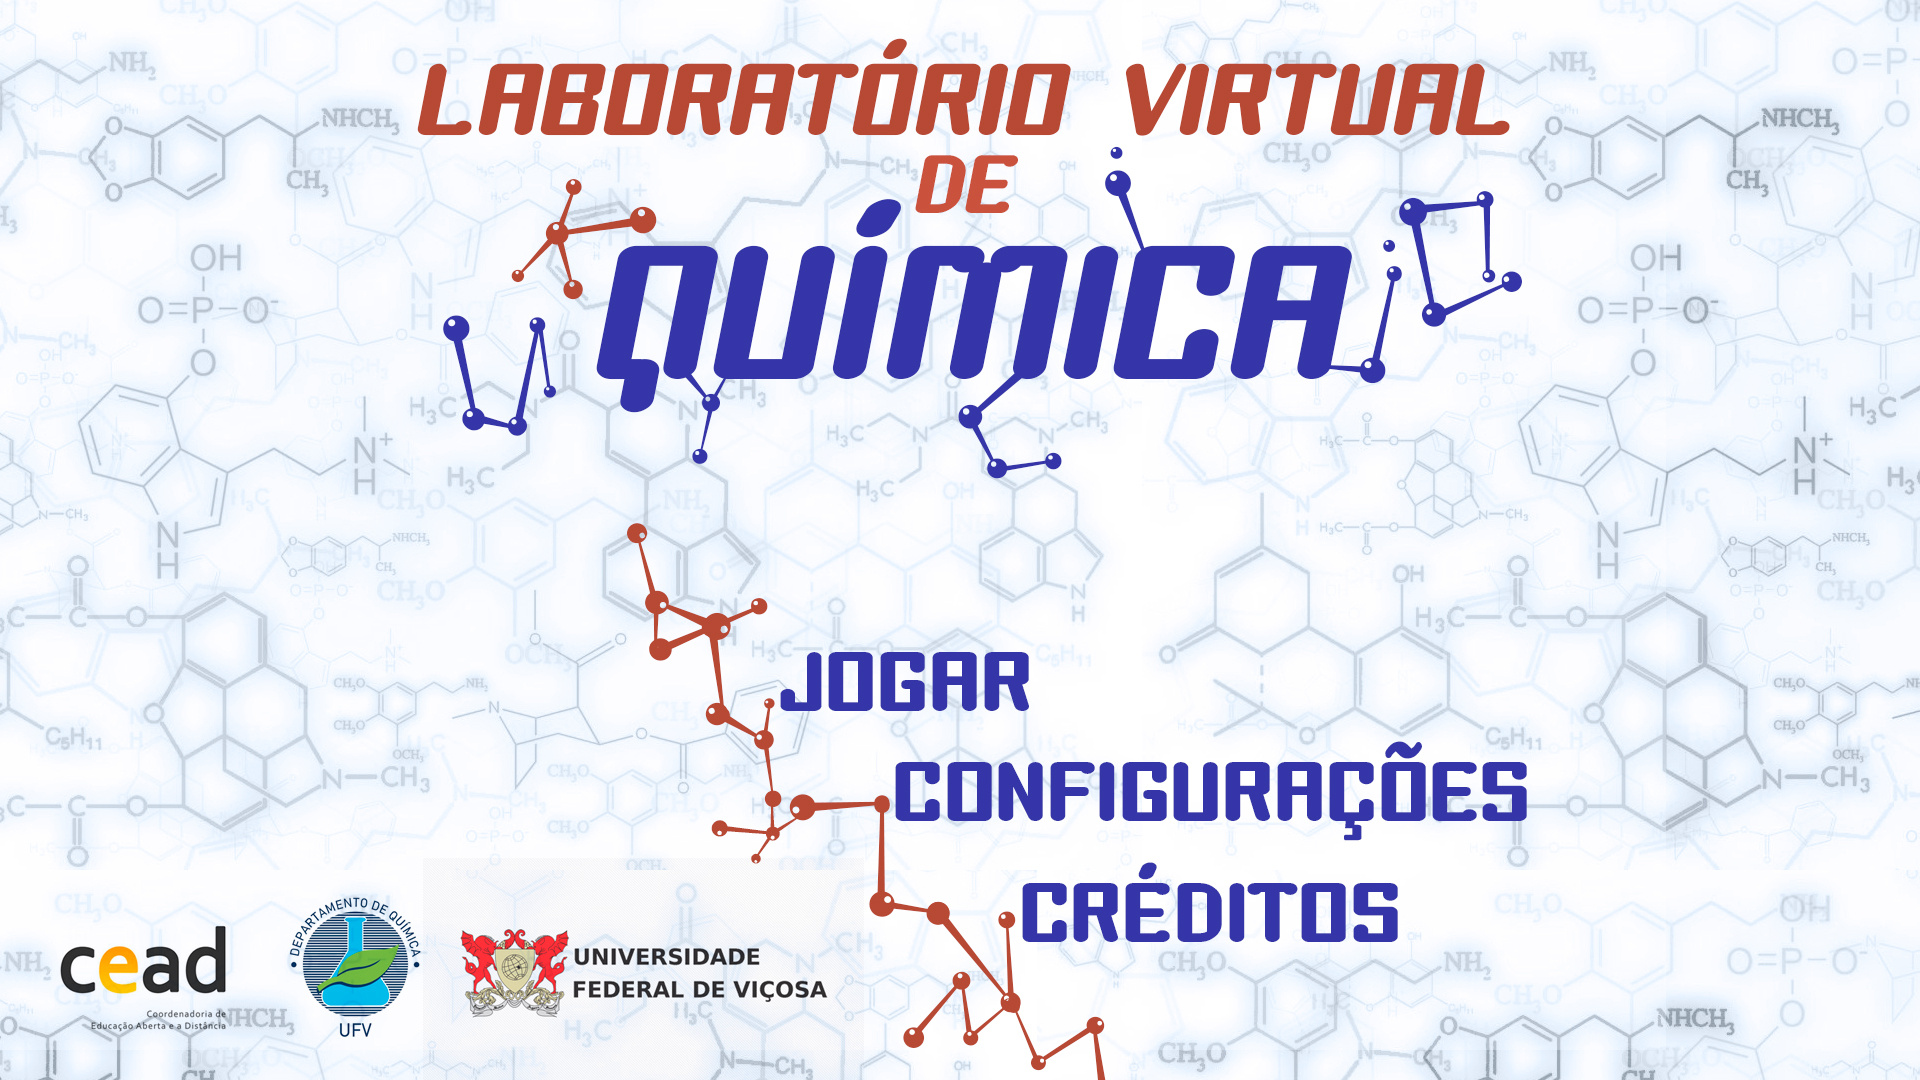 LABORATÓRIO VIRTUAL
DE
QUÍMICA
JOGAR
CONFIGURAÇÕES
CRÉDITOS
cead
Coordenadoria de
Educação Aberta e a Distância
DEPARTAMENTO DE QUÍMICA
UFV
UNIVERSIDADE
FEDERAL DE VIÇOSA